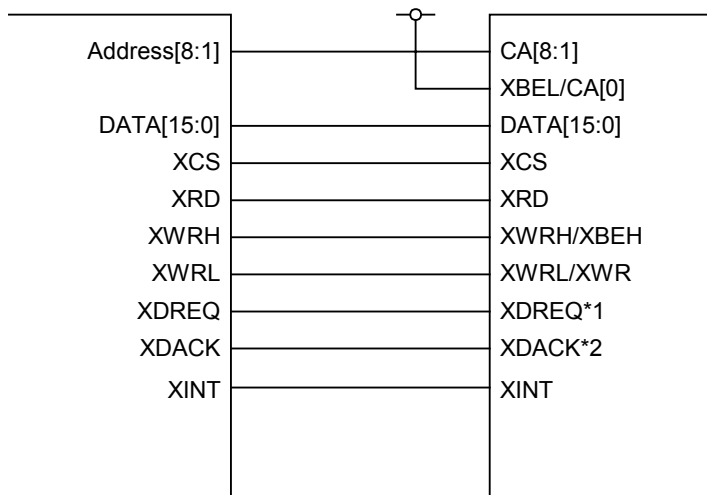 Address[8:1] CA[8:1]
XBEL/CA[0]
DATA[15:0] DATA[15:0]
XCS XCS
XRD XRD
XWRH XWRH/XBEH
XWRL XWRL/XWR
XDREQ XDREQ*1
XDACK XDACK*2
XINT XINT